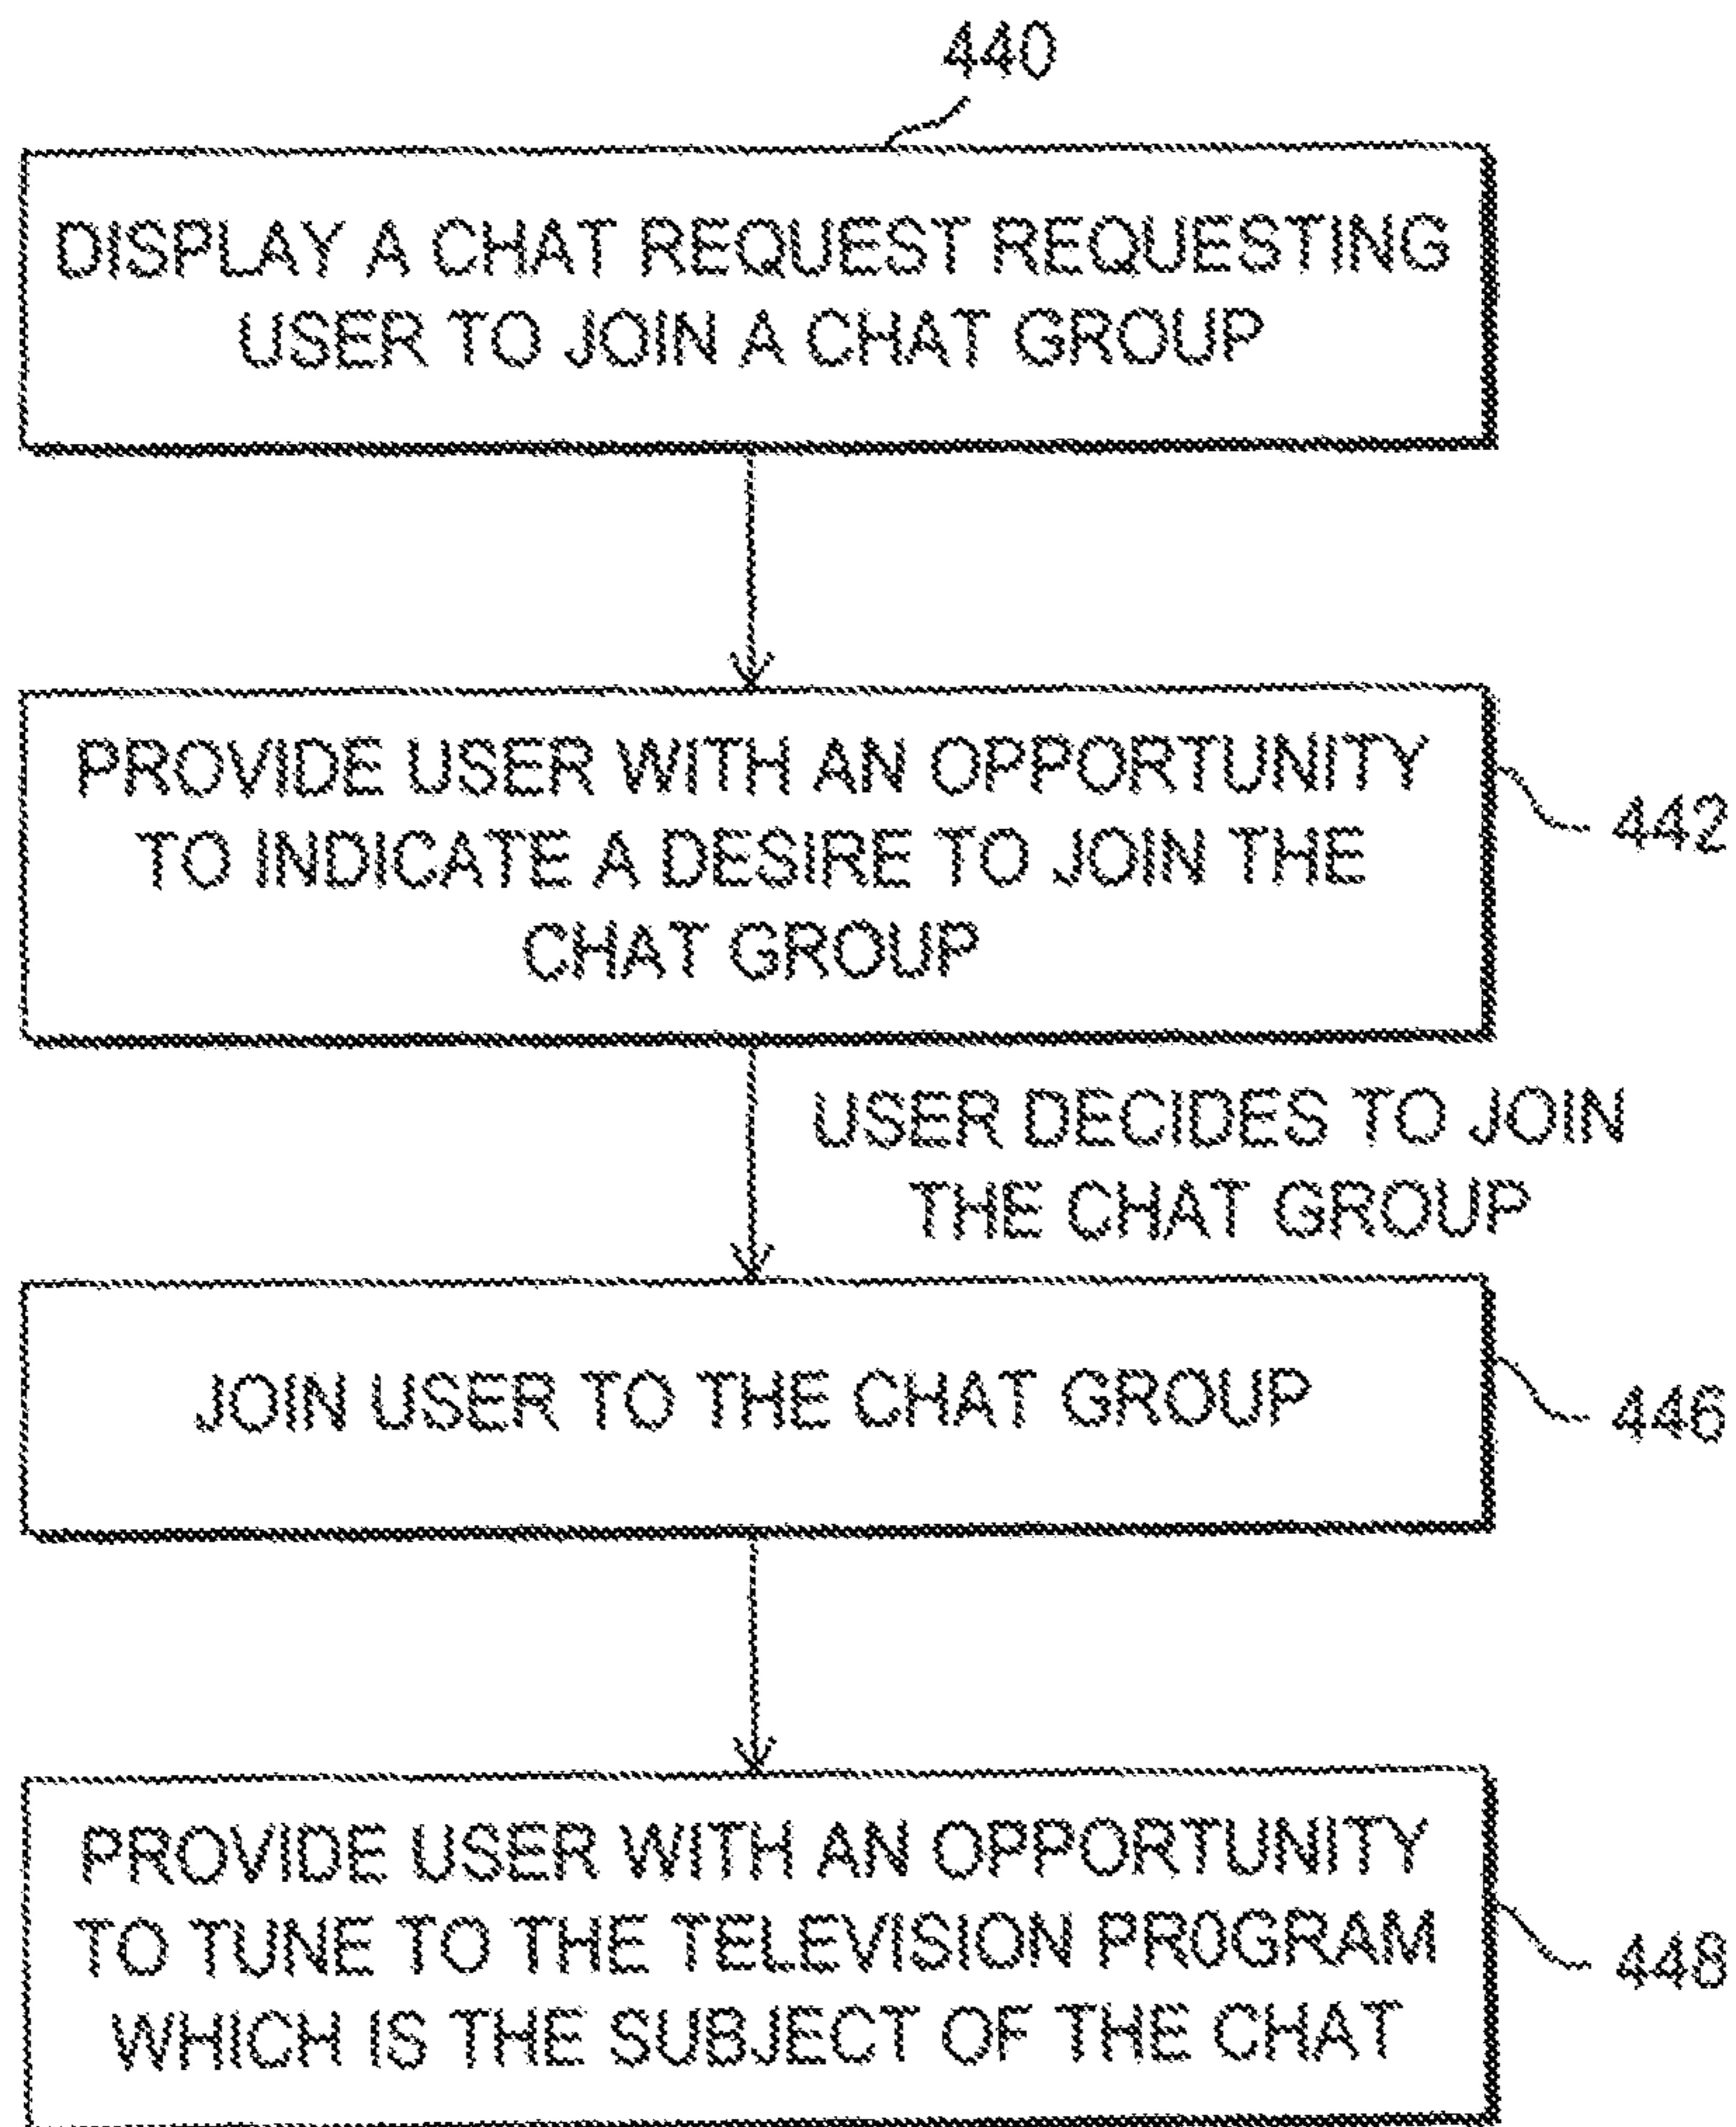 440
DISPLAY A CHAT REQUEST REQUESTING
USER TO JOIN A CHAT GROUP
PROVIDE USER WITH AN OPPORTUNITY
TO INDICATE A DESIRE TO JOIN THE
CHAT GROUP
442
USER DECIDES TO JOIN
THE CHAT GROUP
JOIN USER TO THE CHAT GROUP
446
PROVIDE USER WITH AN OPPORTUNITY
TO TUNE TO THE TELEVISION PROGRAM
WHICH IS THE SUBJECT OF THE CHAT
448